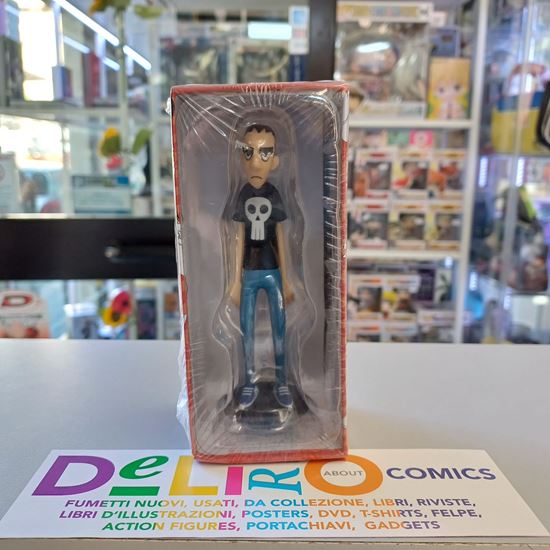 DeLIRO ABOUT COMICS
FUMETTI NUOVI, USATI, DA COLLEZIONE, LIBRI, RIVISTE,
LIBRI D'ILLUSTRAZIONI, POSTERS, DVD, T-SHIRTS, FELPE,
ACTION FIGURES, PORTACHIAVI, GADGETS